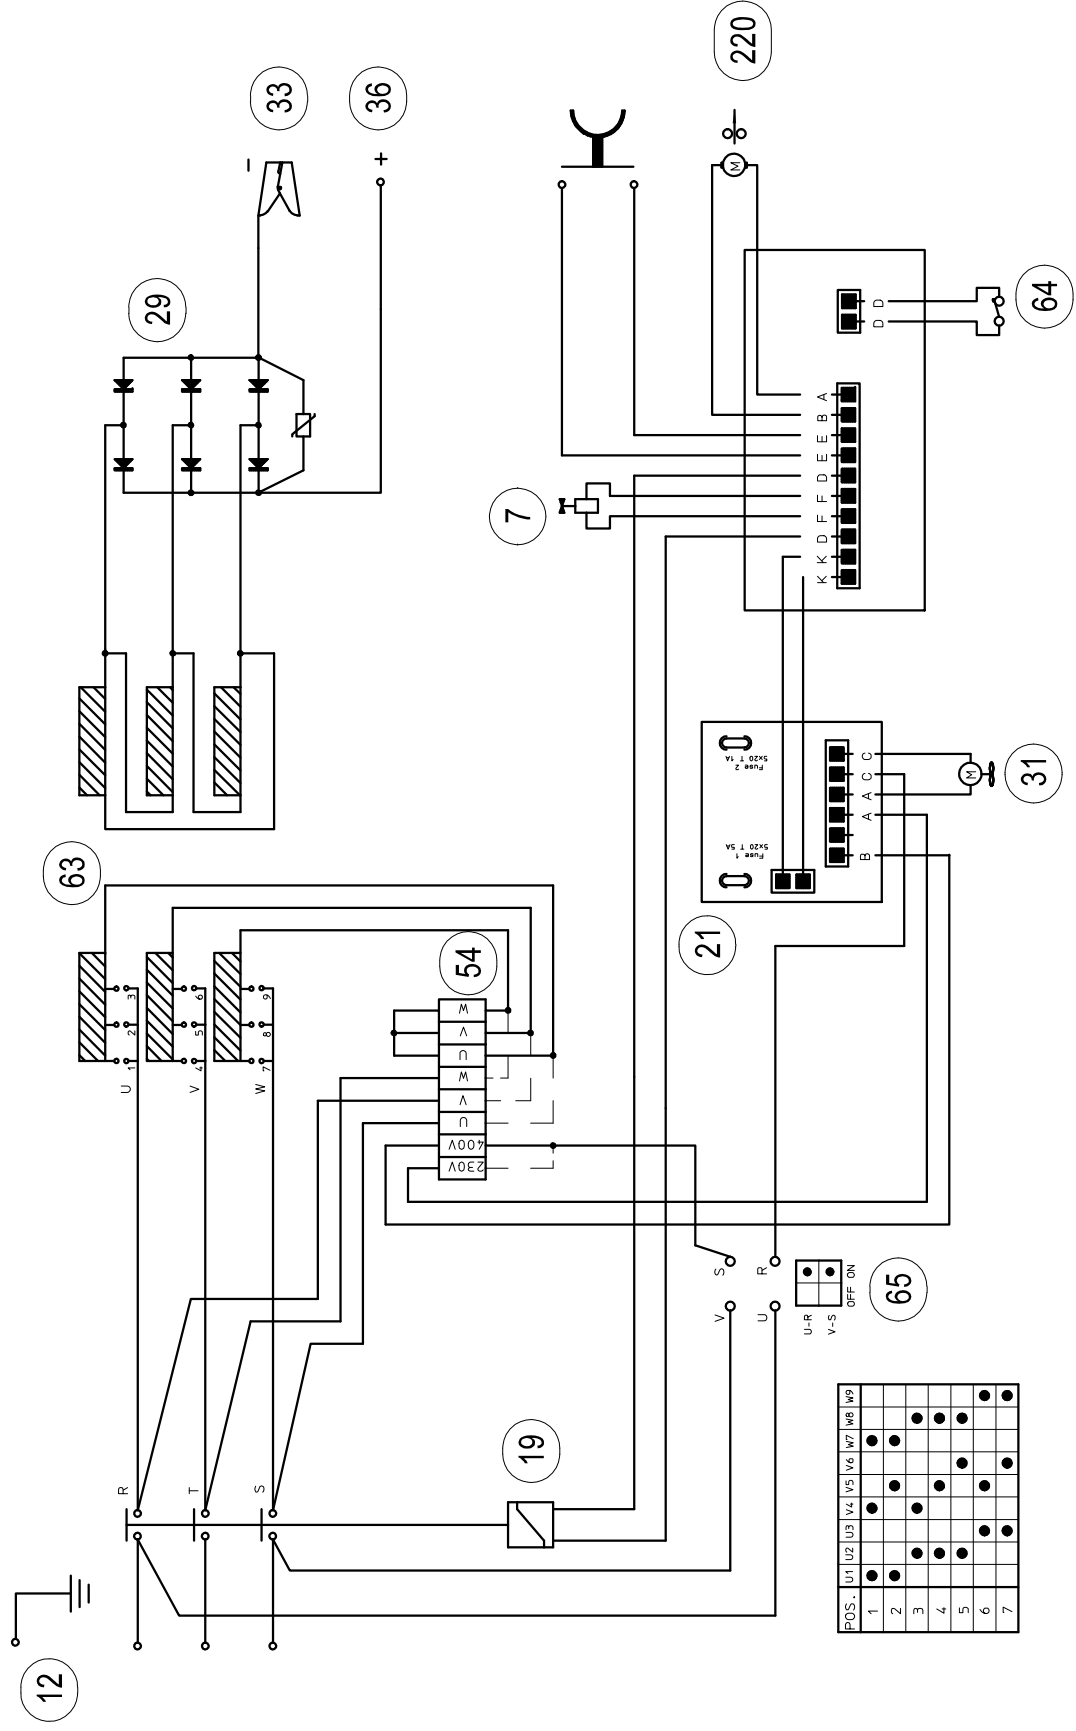 12
63
33
36
29
−
+
R
T
S
U
V
W
1 2 3
4 5 6
7 8 9
54
230V 400V U V W U V W
19
7
220
M
21
Fuse 1
5x20 T 5A
Fuse 2
5x20 T 1A
B A A C C
M
31
K K D F F E E D B A
D D
64
V S
U R
U-R
V-S
OFF ON
65
POS. U1 U2 U3 V4 V5 V6 W7 W8 W9
1
2
3
4
5
6
7